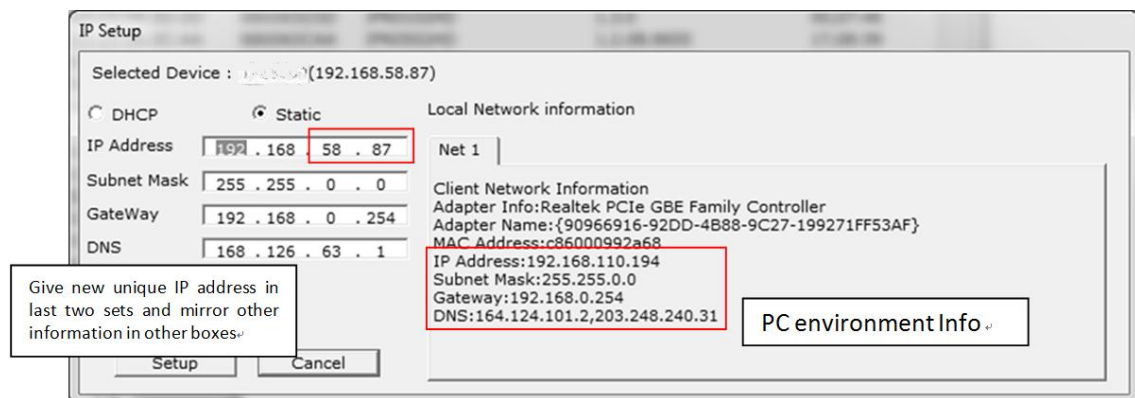 IP Setup
Selected Device : (192.168.58.87)
DHCP
Static
IP Address 192 . 168 . 58 . 87
Subnet Mask 255 . 255 . 0 . 0
GateWay 192 . 168 . 0 . 254
DNS 168 . 126 . 63 . 1
Give new unique IP address in
last two sets and mirror other
information in other boxes
Setup
Cancel
Local Network information
Net 1
Client Network Information
Adapter Info:Realtek PCIe GBE Family Controller
Adapter Name:{90966916-92DD-4B88-9C27-199271FF53AF}
MAC Address:c86000992a68
IP Address:192.168.110.194
Subnet Mask:255.255.0.0
Gateway:192.168.0.254
DNS:164.124.101.2,203.248.240.31
PC environment Info